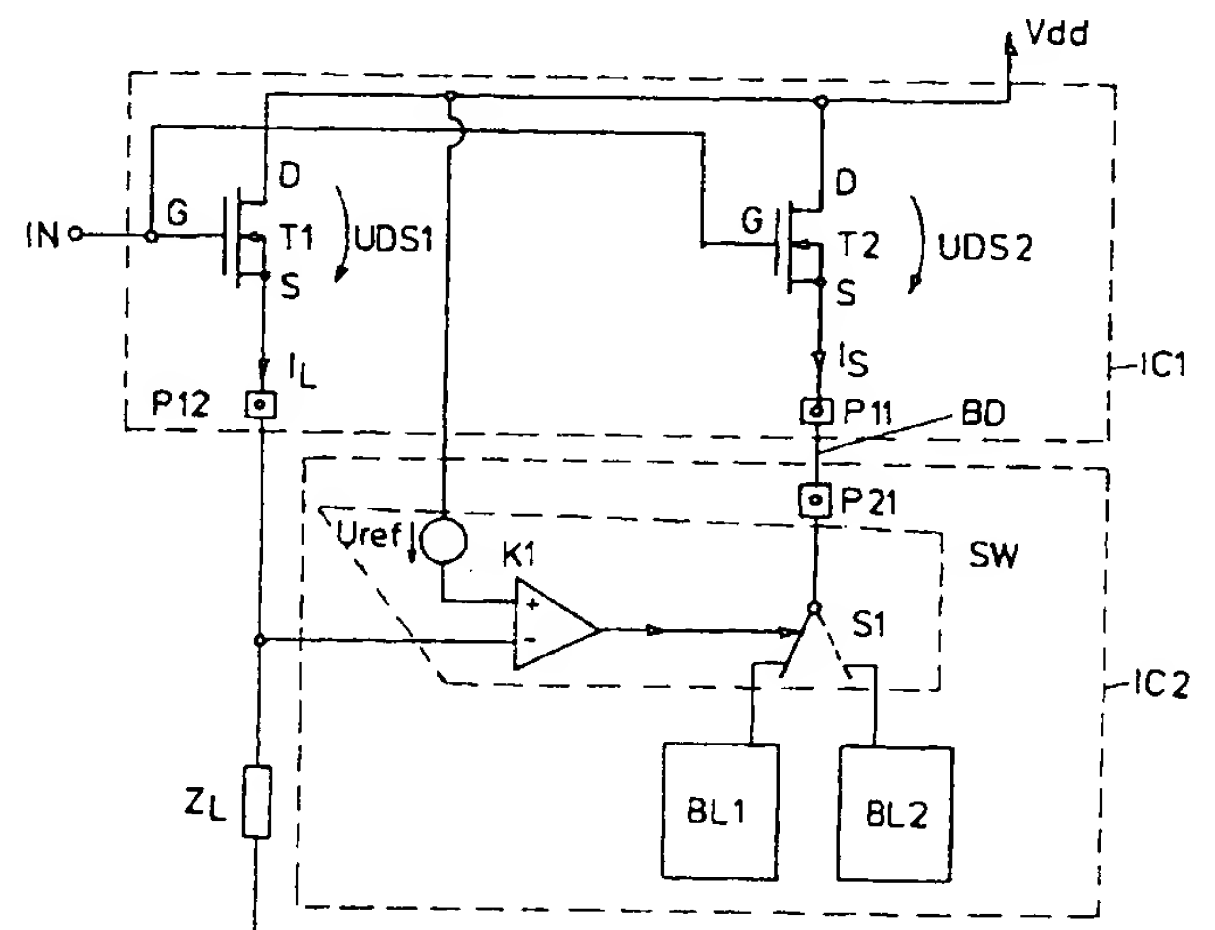 Vdd
D
D
G
G
IN
T1
UDS1
T2
UDS2
S
S
IL
IS
IC1
P12
P11
BD
P21
Uref
K1
SW
+
-
S1
IC2
ZL
BL1
BL2